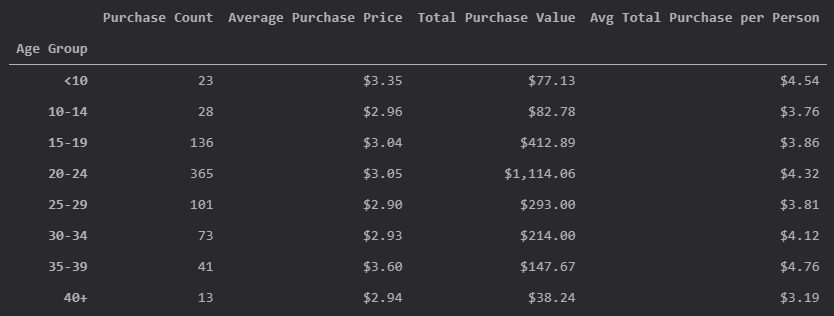 Purchase Count Average Purchase Price Total Purchase Value Avg Total Purchase per Person
Age Group
<10 23 $3.35 $77.13 $4.54
10-14 28 $2.96 $82.78 $3.76
15-19 136 $3.04 $412.89 $3.86
20-24 365 $3.05 $1,114.06 $4.32
25-29 101 $2.90 $293.00 $3.81
30-34 73 $2.93 $214.00 $4.12
35-39 41 $3.60 $147.67 $4.76
40+ 13 $2.94 $38.24 $3.19